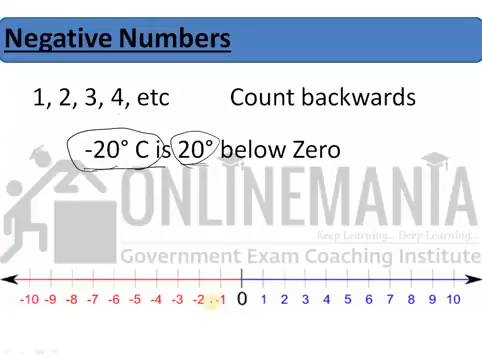 Negative Numbers
1, 2, 3, 4, etc Count backwards
-20° C is 20° below Zero
ONLINEMANIA
Keep Learning... Deep Learning...
Government Exam Coaching Institute
-10 -9 -8 -7 -6 -5 -4 -3 -2 -1 0 1 2 3 4 5 6 7 8 9 10